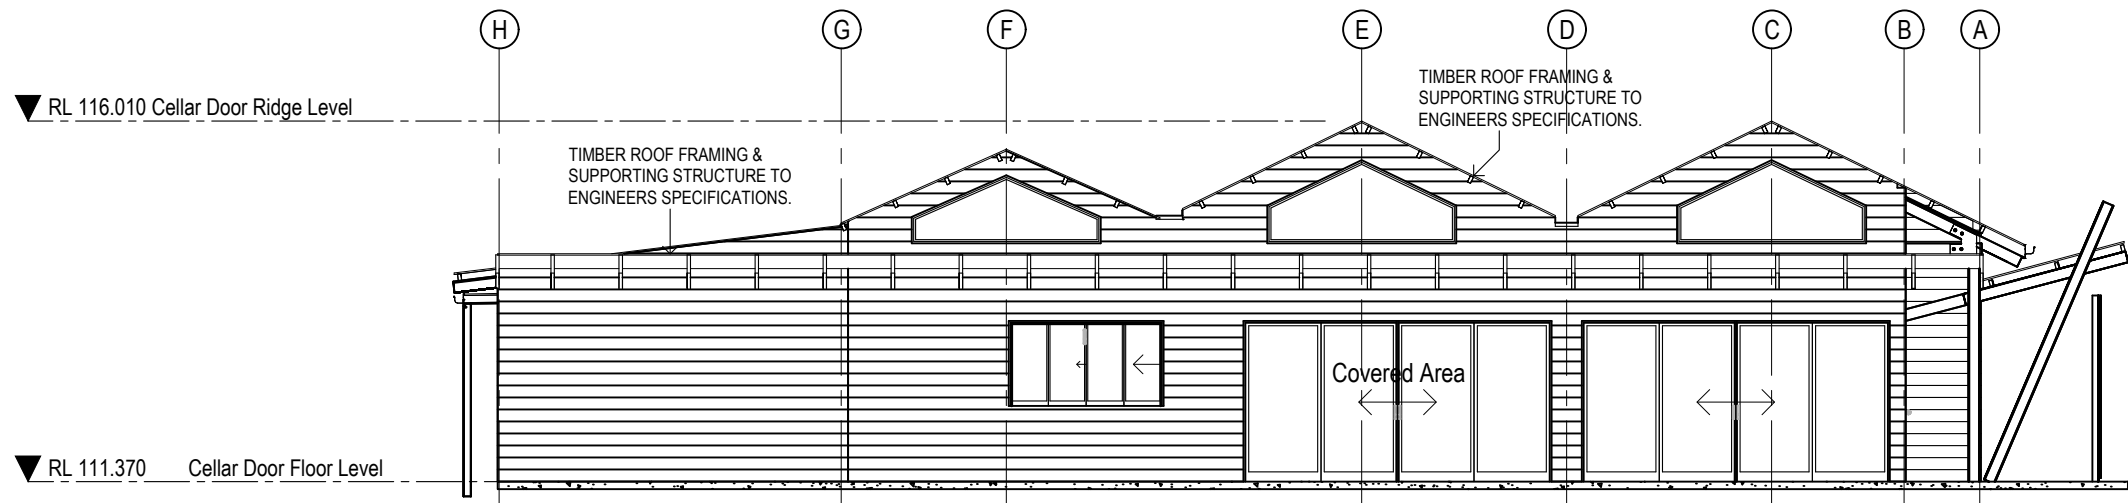 H G F E D C B A
TIMBER ROOF FRAMING &
SUPPORTING STRUCTURE TO
ENGINEERS SPECIFICATIONS.
RL 116.010 Cellar Door Ridge Level
TIMBER ROOF FRAMING &
SUPPORTING STRUCTURE TO
ENGINEERS SPECIFICATIONS.
Covered Area
RL 111.370 Cellar Door Floor Level